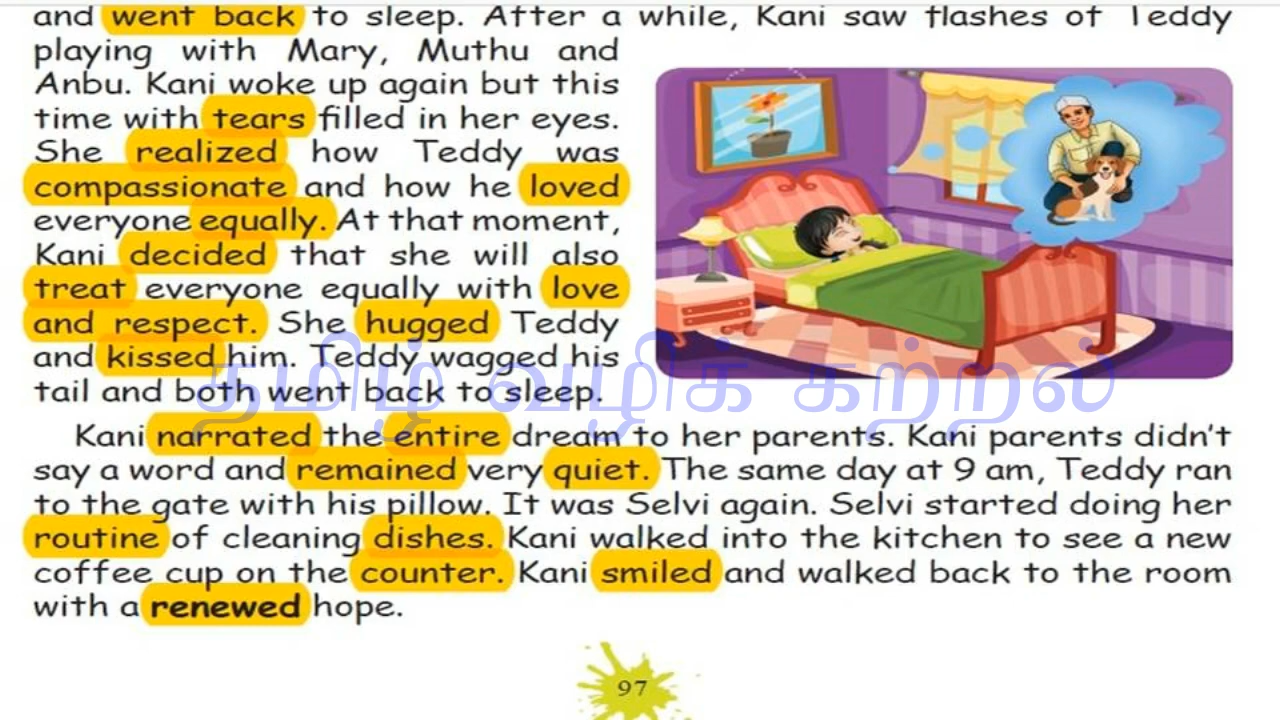 and went back to sleep. After a while, Kani saw flashes of Teddy
playing with Mary, Muthu and
Anbu. Kani woke up again but this
time with tears filled in her eyes.
She realized how Teddy was
compassionate and how he loved
everyone equally. At that moment,
Kani decided that she will also
treat everyone equally with love
and respect. She hugged Teddy
and kissed him. Teddy wagged his
tail and both went back to sleep.
தமிழ் வழிக் கற்றல்
Kani narrated the entire dream to her parents. Kani parents didn't
say a word and remained very quiet. The same day at 9 am, Teddy ran
to the gate with his pillow. It was Selvi again. Selvi started doing her
routine of cleaning dishes. Kani walked into the kitchen to see a new
coffee cup on the counter. Kani smiled and walked back to the room
with a renewed hope.
97